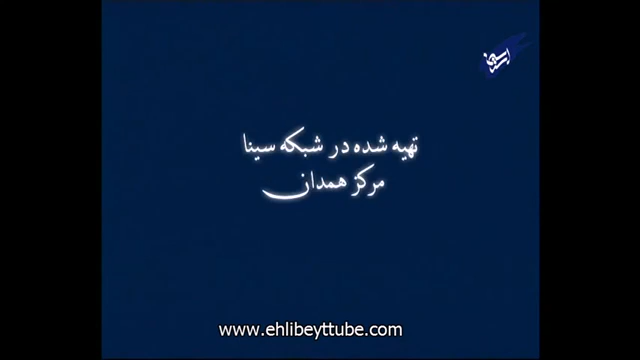 تهیه شده در شبکه سینا
مرکز همدان
www.ehlibeyttube.com